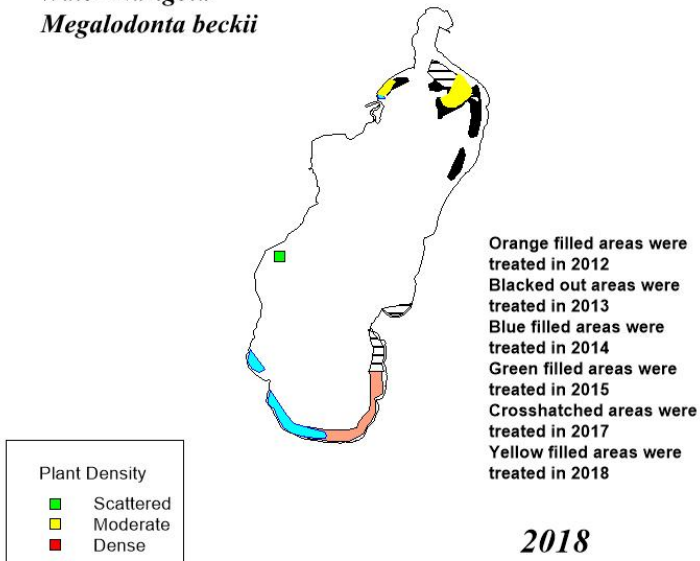 Megalodonta beckii
Orange filled areas were
treated in 2012
Blacked out areas were
treated in 2013
Blue filled areas were
treated in 2014
Green filled areas were
treated in 2015
Crosshatched areas were
treated in 2017
Yellow filled areas were
treated in 2018
Plant Density
Scattered
Moderate
Dense
2018